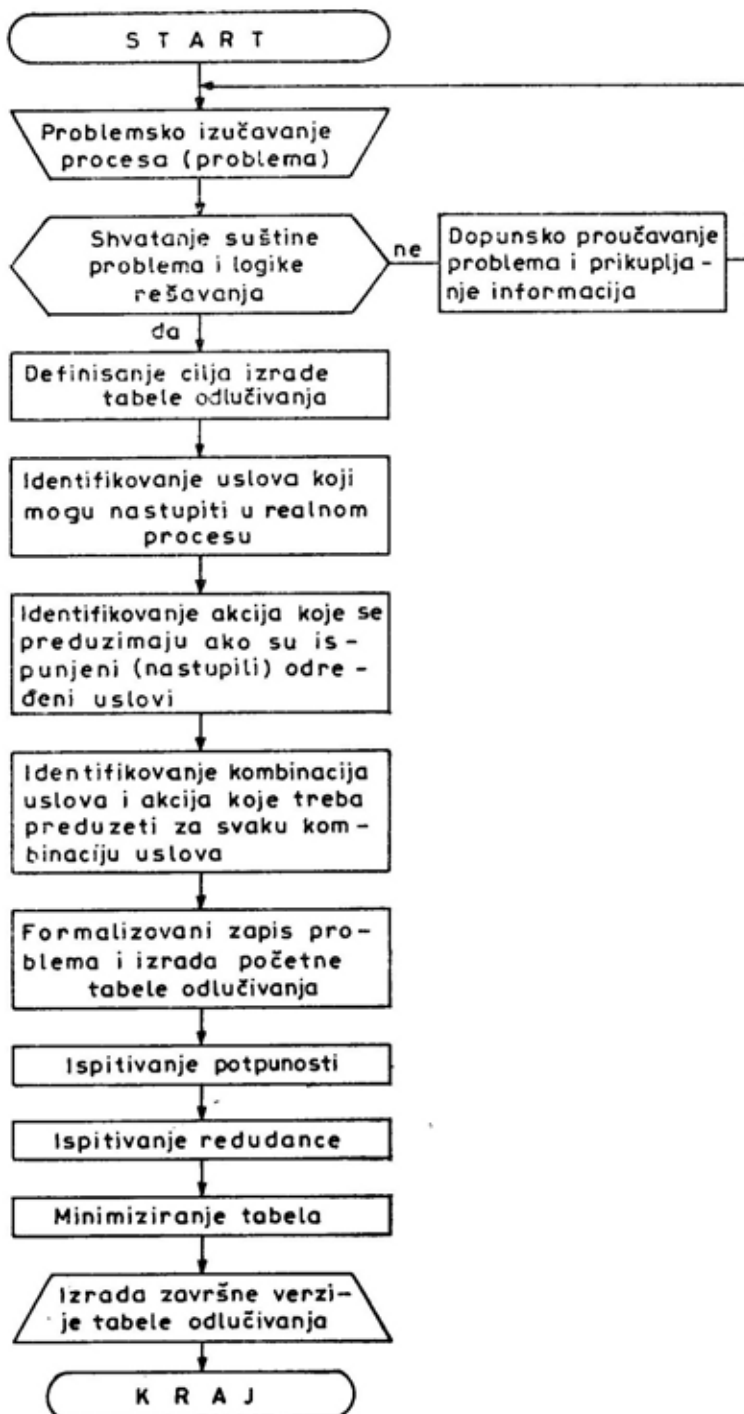 START
Problemsko izučavanje
procesa (problema)
Shvatanje suštine
problema i logike
rešavanja
ne
Dopunsko proučavanje
problema i prikuplja-
nje informacija
da
Definisanje cilja izrade
tabele odlučivanja
Identifikovanje uslova koji
mogu nastupiti u realnom
procesu
Identifikovanje akcija koje se
preduzimaju ako su is-
punjeni (nastupili) odre-
đeni uslovi
Identifikovanje kombinacija
uslova i akcija koje treba
preduzeti za svaku kom-
binaciju uslova
Formalizovani zapis pro-
blema i izrada početne
tabele odlučivanja
Ispitivanje potpunosti
Ispitivanje redudance
Minimiziranje tabela
Izrada završne verzi-
je tabele odlučivanja
KRAJ